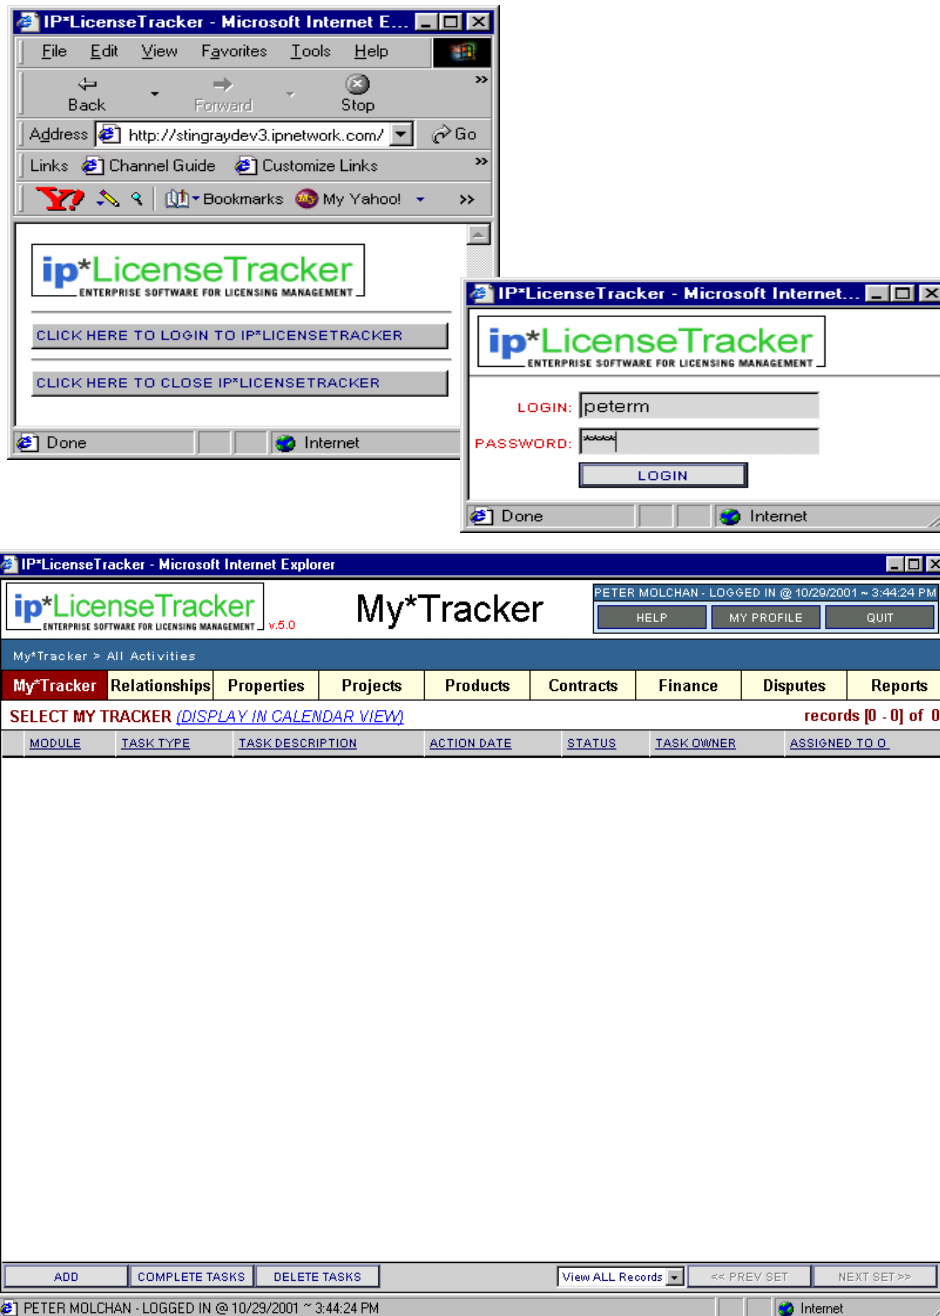 IP*LicenseTracker - Microsoft Internet E...
File Edit View Favorites Tools Help
Back Forward Stop
Address http://stingraydev3.ipnetwork.com/ Go
Links Channel Guide Customize Links
Y! Bookmarks My Yahoo!
ip*LicenseTracker
ENTERPRISE SOFTWARE FOR LICENSING MANAGEMENT
CLICK HERE TO LOGIN TO IP*LICENSETRACKER
CLICK HERE TO CLOSE IP*LICENSETRACKER
Done Internet
IP*LicenseTracker - Microsoft Internet...
ip*LicenseTracker
ENTERPRISE SOFTWARE FOR LICENSING MANAGEMENT
LOGIN: peterm
PASSWORD: *****
LOGIN
Done Internet
IP*LicenseTracker - Microsoft Internet Explorer
ip*LicenseTracker
ENTERPRISE SOFTWARE FOR LICENSING MANAGEMENT v.5.0
My*Tracker
PETER MOLCHAN - LOGGED IN @ 10/29/2001 ~ 3:44:24 PM
HELP MY PROFILE QUIT
My*Tracker > All Activities
My*Tracker Relationships Properties Projects Products Contracts Finance Disputes Reports
SELECT MY TRACKER (DISPLAY IN CALENDAR VIEW) records [0 - 0] of 0
MODULE TASK TYPE TASK DESCRIPTION ACTION DATE STATUS TASK OWNER ASSIGNED TO O
ADD COMPLETE TASKS DELETE TASKS View ALL Records << PREV SET NEXT SET >>
PETER MOLCHAN - LOGGED IN @ 10/29/2001 ~ 3:44:24 PM Internet